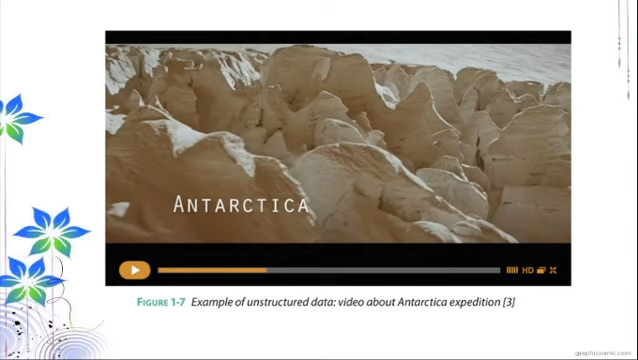 ANTARCTICA
HD
FIGURE 1-7 Example of unstructured data: video about Antarctica expedition [3]
graphicpanic.com